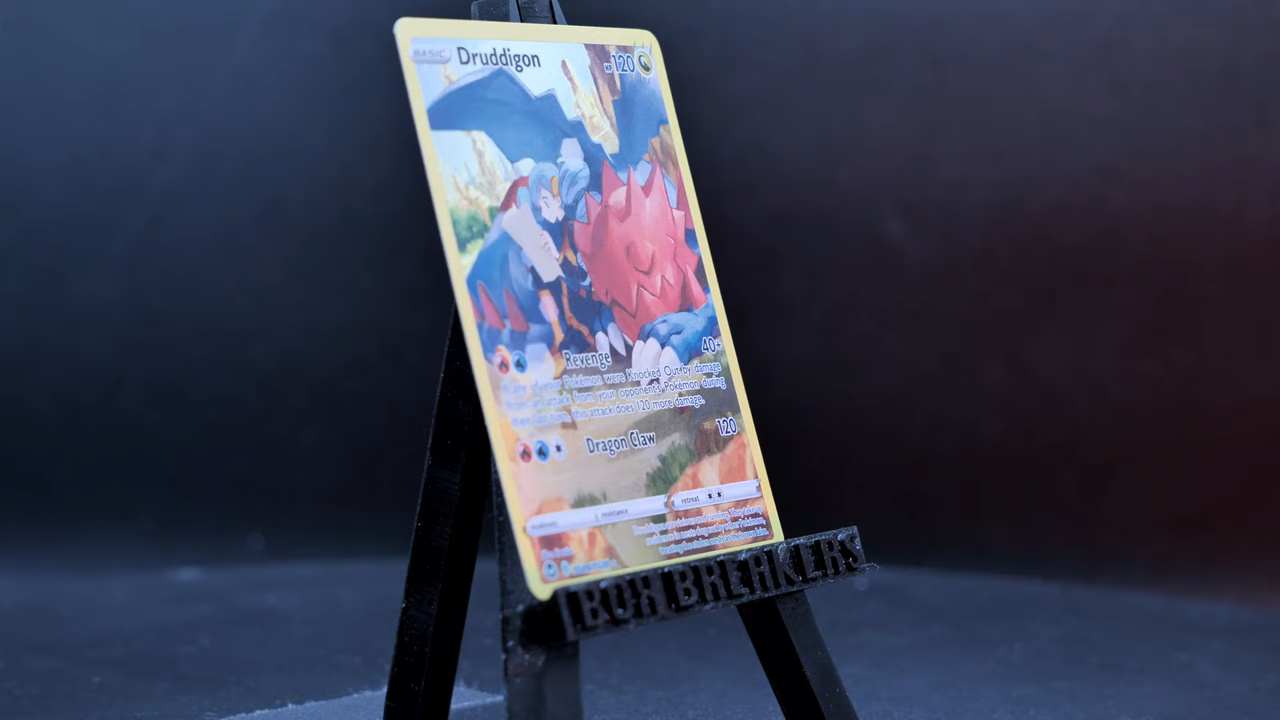 BASIC Druddigon HP 120
Revenge 40+
of your Pokémon were Knocked Out by damage
from an attack from your opponent's Pokémon during
their last turn, this attack does 120 more damage.
Dragon Claw 120
weakness resistance retreat
BOX BREAKERS